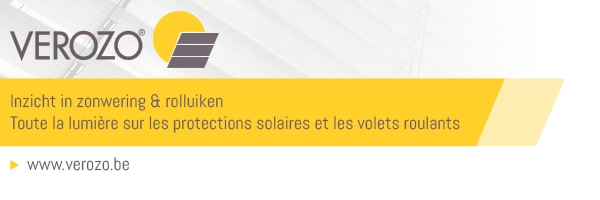 VEROZO®
Inzicht in zonwering & rolluiken
Toute la lumière sur les protections solaires et les volets roulants
www.verozo.be